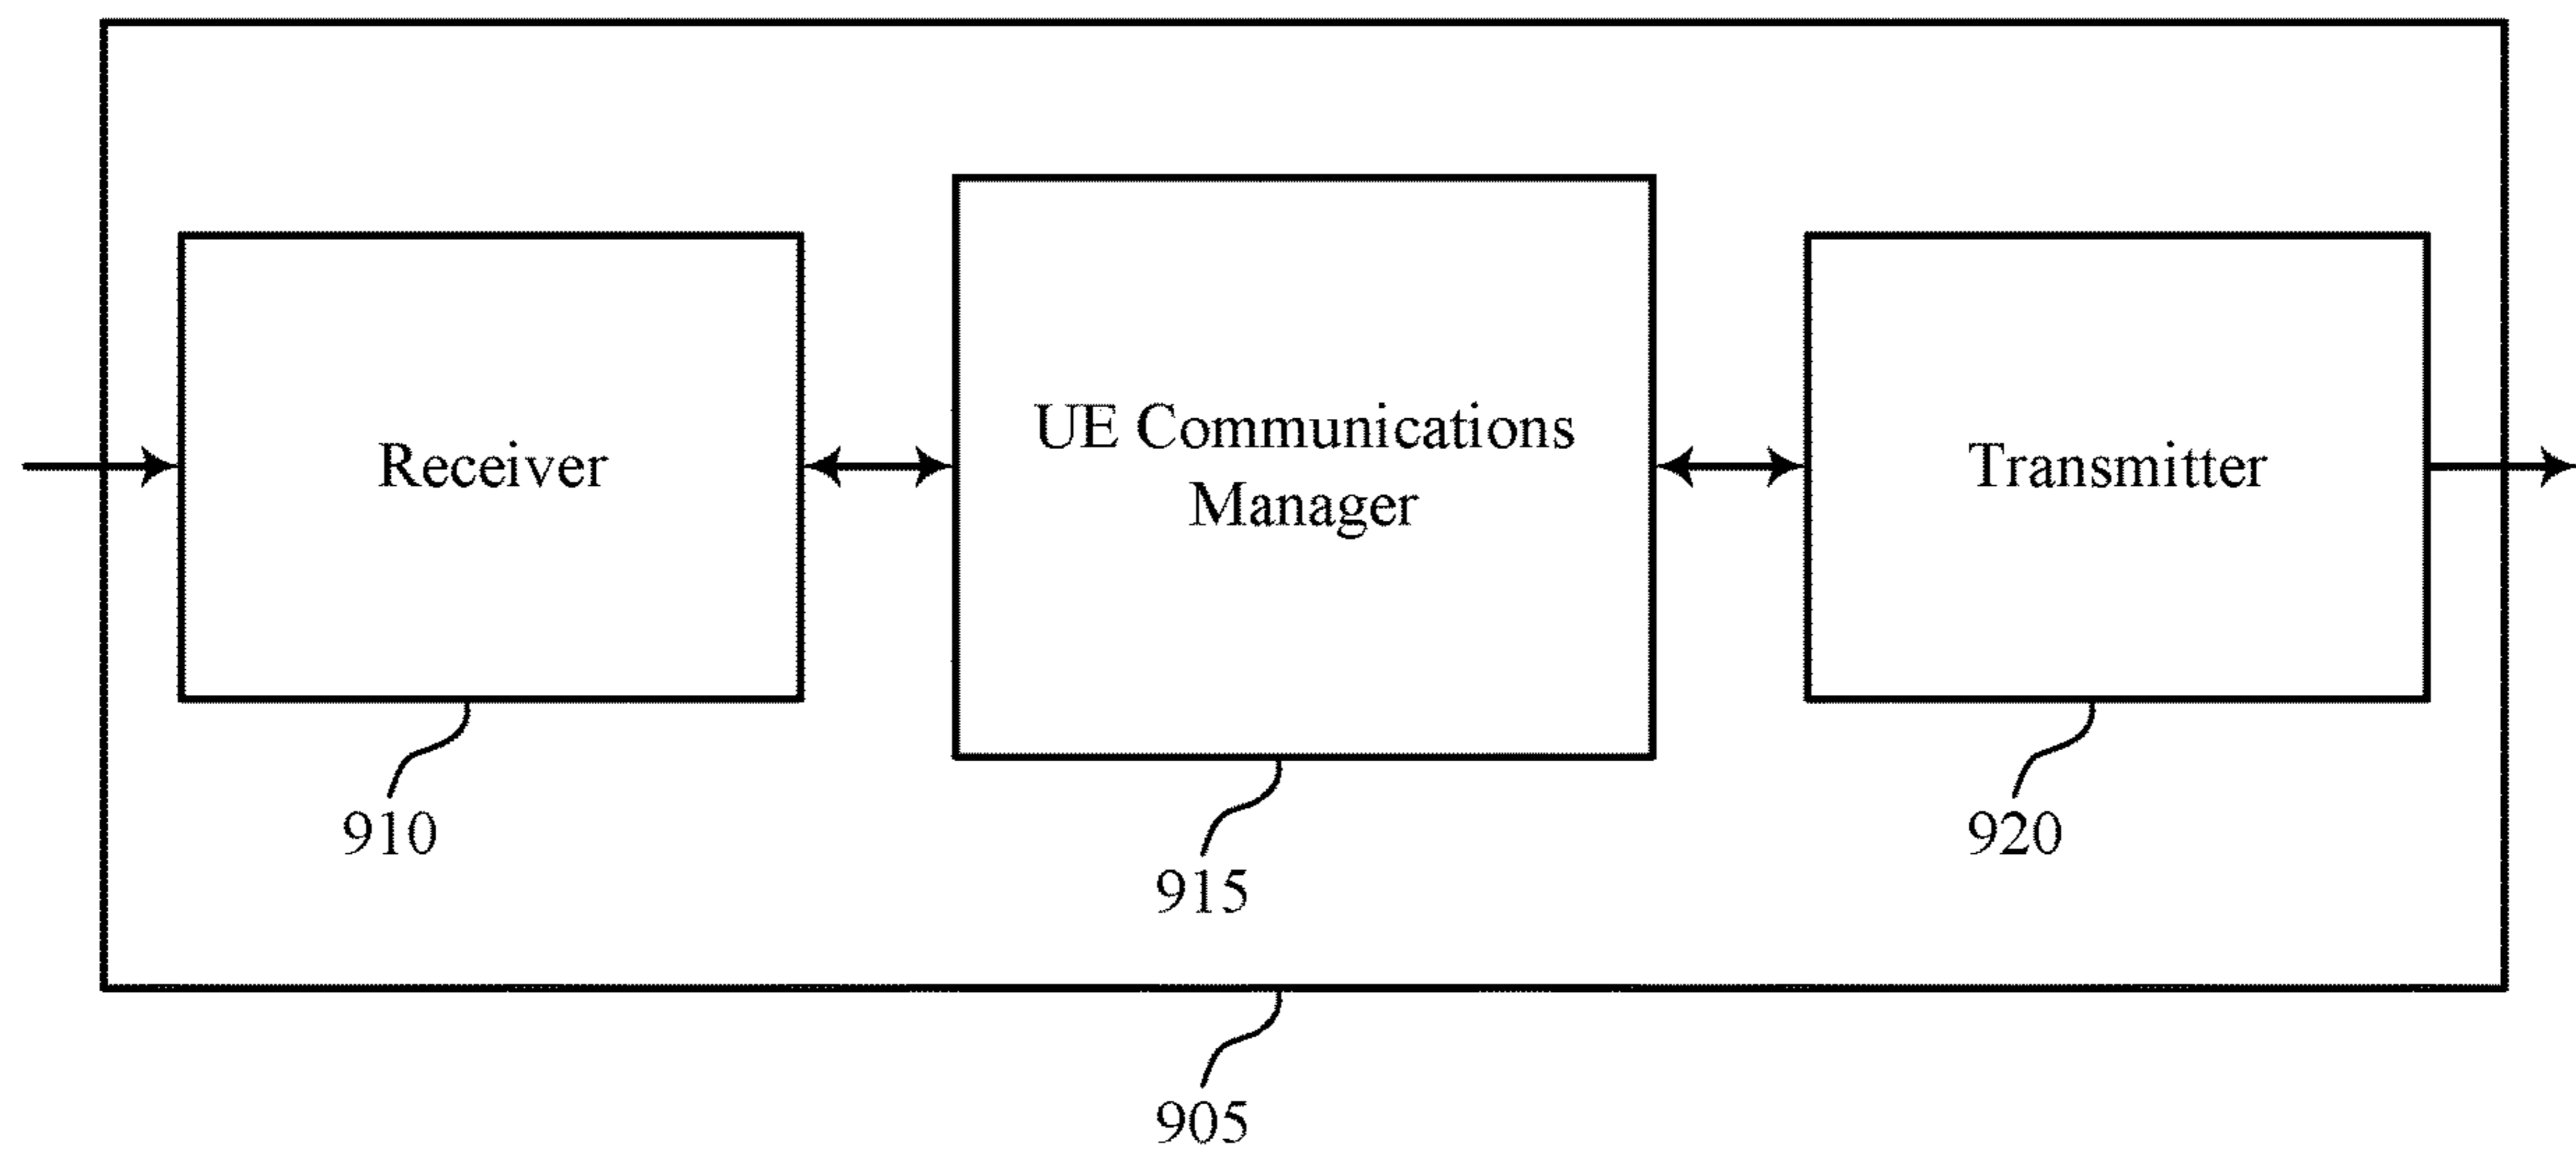 Receiver
UE Communications
Manager
Transmitter
910
915
920
905